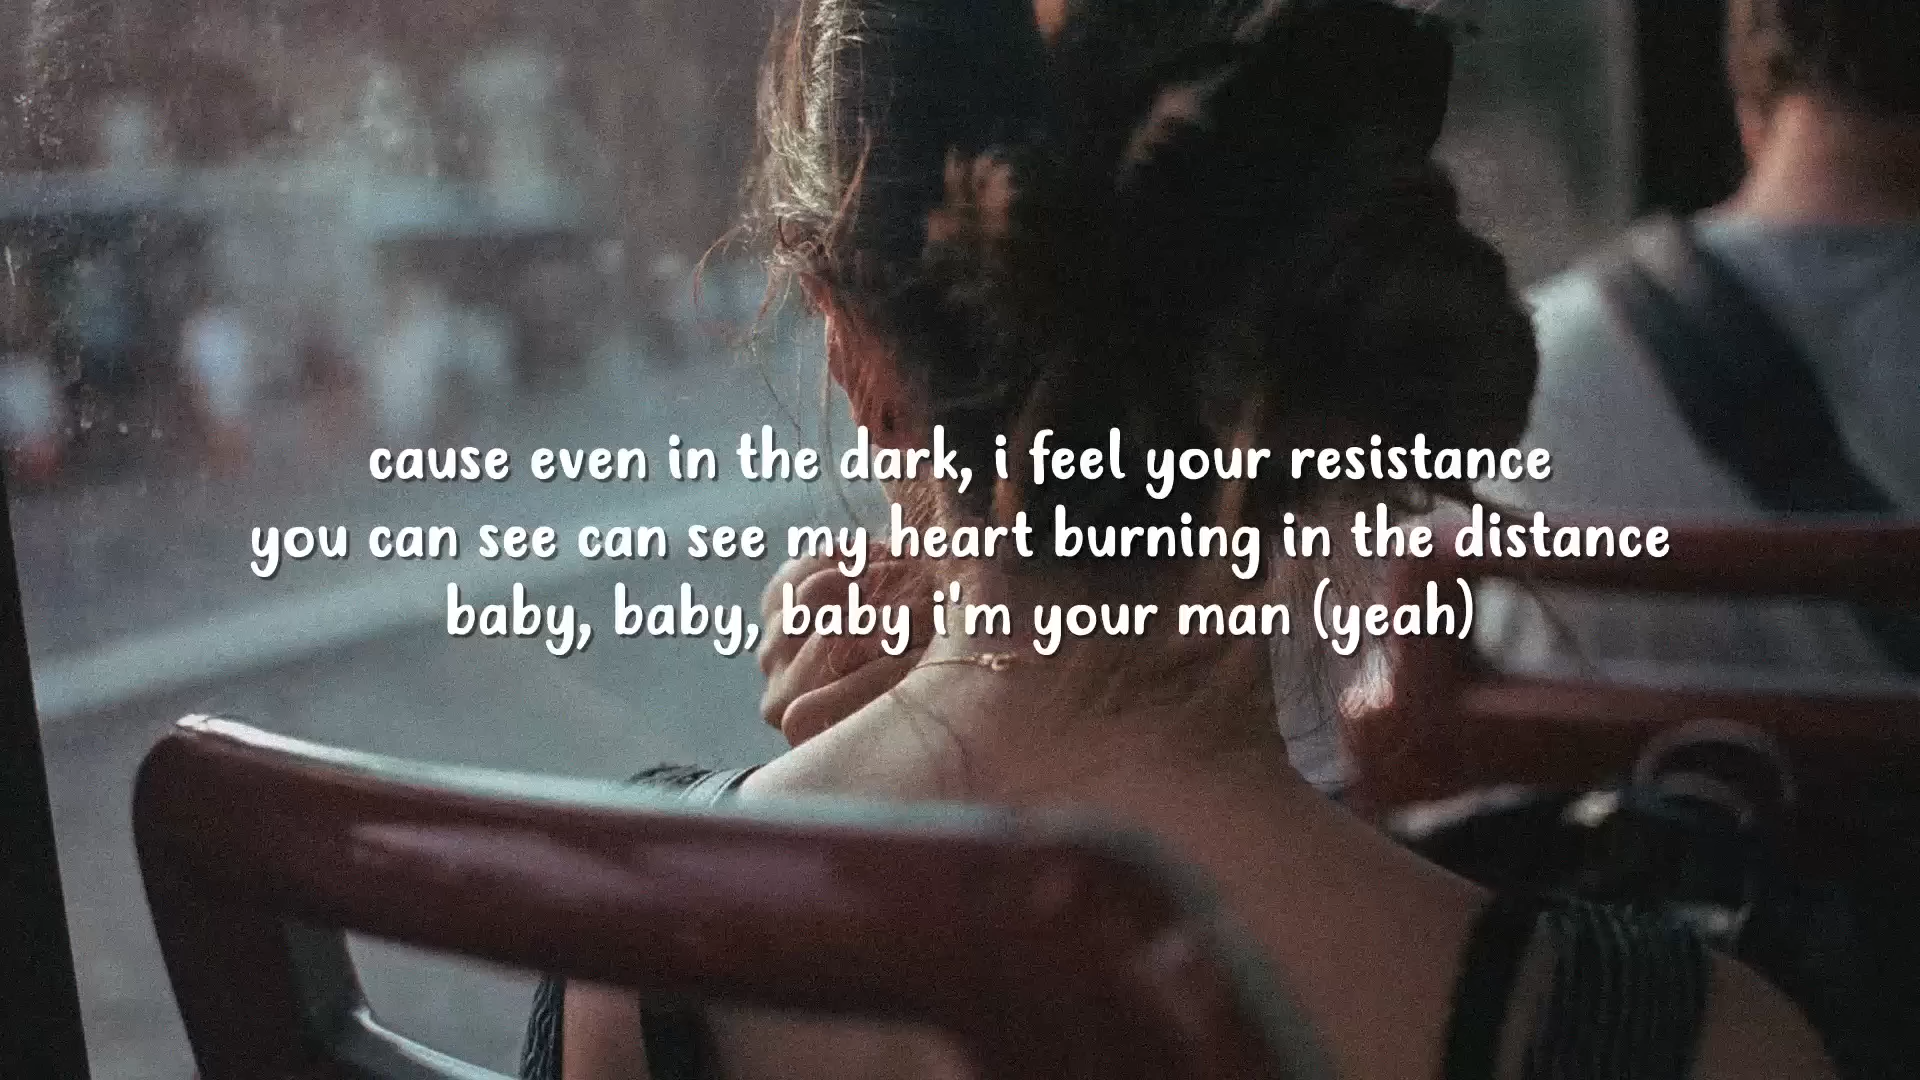 cause even in the dark, i feel your resistance
you can see can see my heart burning in the distance
baby, baby, baby i'm your man (yeah)